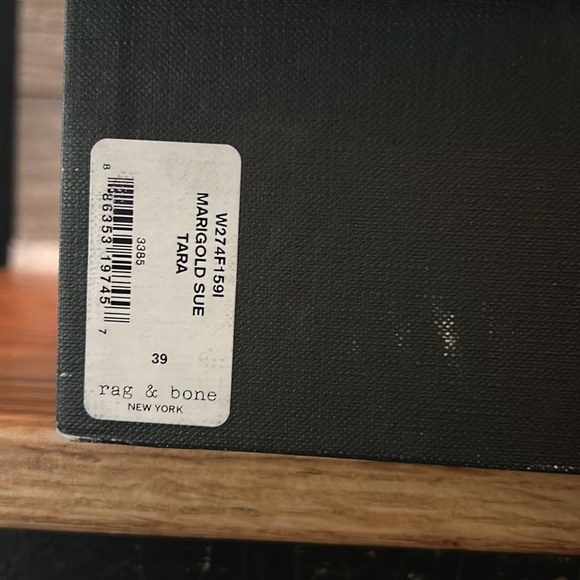 W274F159I
MARIGOLD SUE
TARA
3385
8 86353 19745 7
39
rag & bone
NEW YORK